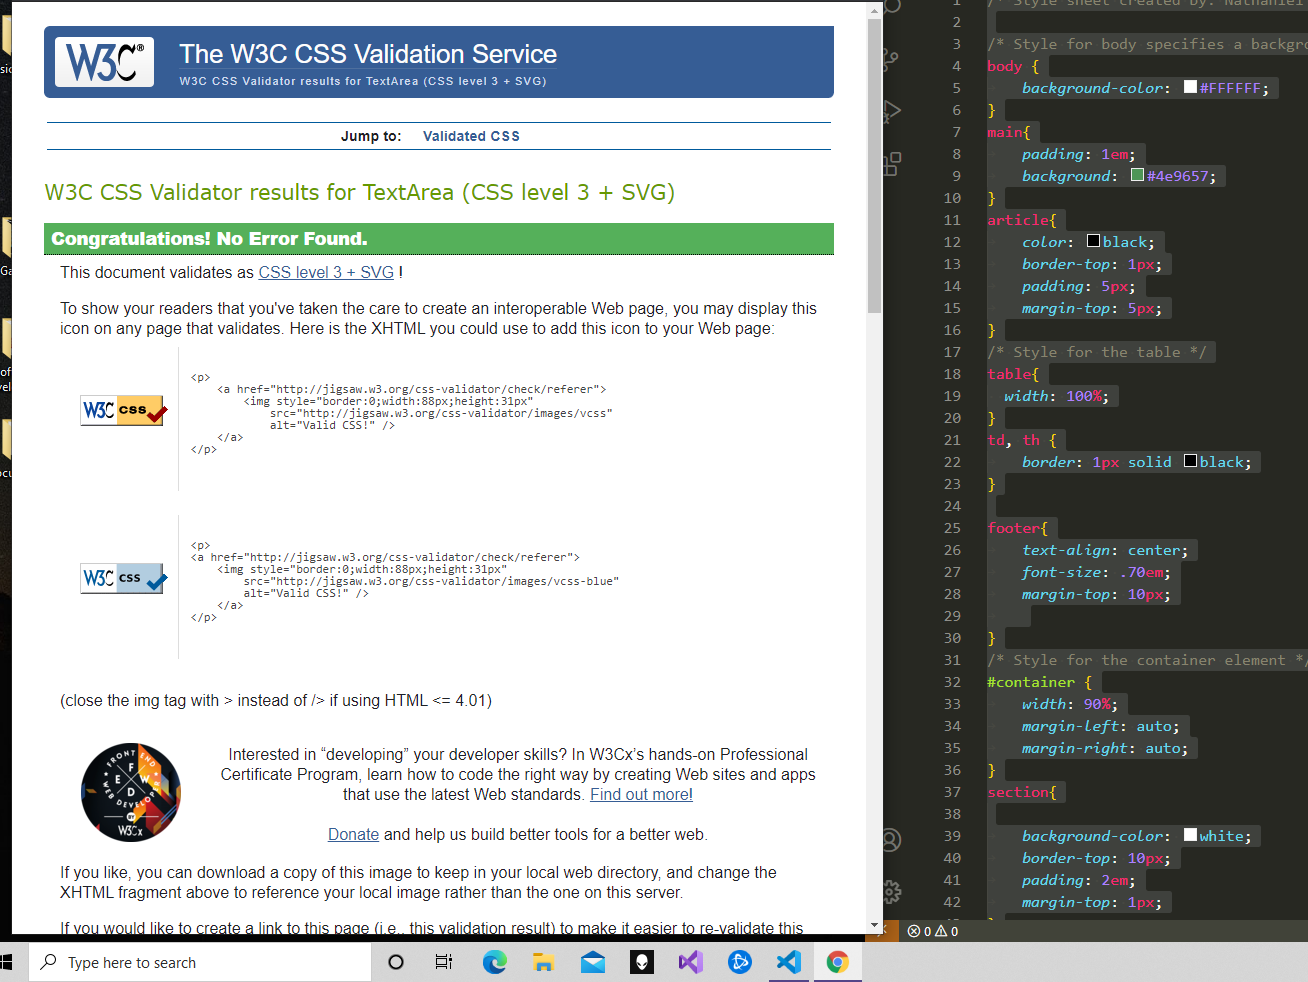 W3C®
The W3C CSS Validation Service
W3C CSS Validator results for TextArea (CSS level 3 + SVG)
Jump to: Validated CSS
W3C CSS Validator results for TextArea (CSS level 3 + SVG)
Congratulations! No Error Found.
This document validates as CSS level 3 + SVG !
To show your readers that you've taken the care to create an interoperable Web page, you may display this
icon on any page that validates. Here is the XHTML you could use to add this icon to your Web page:
W3C css
<p>
<a href="http://jigsaw.w3.org/css-validator/check/referer">
<img style="border:0;width:88px;height:31px"
src="http://jigsaw.w3.org/css-validator/images/vcss"
alt="Valid CSS!" />
</a>
</p>
W3C css
<p>
<a href="http://jigsaw.w3.org/css-validator/check/referer">
<img style="border:0;width:88px;height:31px"
src="http://jigsaw.w3.org/css-validator/images/vcss-blue"
alt="Valid CSS!" />
</a>
</p>
(close the img tag with > instead of /> if using HTML <= 4.01)
FRONT END
WEB DEVELOPER
F
E W
D
W3Cx
Interested in “developing” your developer skills? In W3Cx’s hands-on Professional
Certificate Program, learn how to code the right way by creating Web sites and apps
that use the latest Web standards. Find out more!
Donate and help us build better tools for a better web.
If you like, you can download a copy of this image to keep in your local web directory, and change the
XHTML fragment above to reference your local image rather than the one on this server.
If you would like to create a link to this page (i.e., this validation result) to make it easier to re-validate this
1 /* Style sheet created by: Nathaniel
2
3 /* Style for body specifies a backgro
4 body {
5 background-color: #FFFFFF;
6 }
7 main{
8 padding: 1em;
9 background: #4e9657;
10 }
11 article{
12 color: black;
13 border-top: 1px;
14 padding: 5px;
15 margin-top: 5px;
16 }
17 /* Style for the table */
18 table{
19 width: 100%;
20 }
21 td, th {
22 border: 1px solid black;
23 }
24
25 footer{
26 text-align: center;
27 font-size: .70em;
28 margin-top: 10px;
29
30 }
31 /* Style for the container element */
32 #container {
33 width: 90%;
34 margin-left: auto;
35 margin-right: auto;
36 }
37 section{
38
39 background-color: white;
40 border-top: 10px;
41 padding: 2em;
42 margin-top: 1px;
0 0
Type here to search